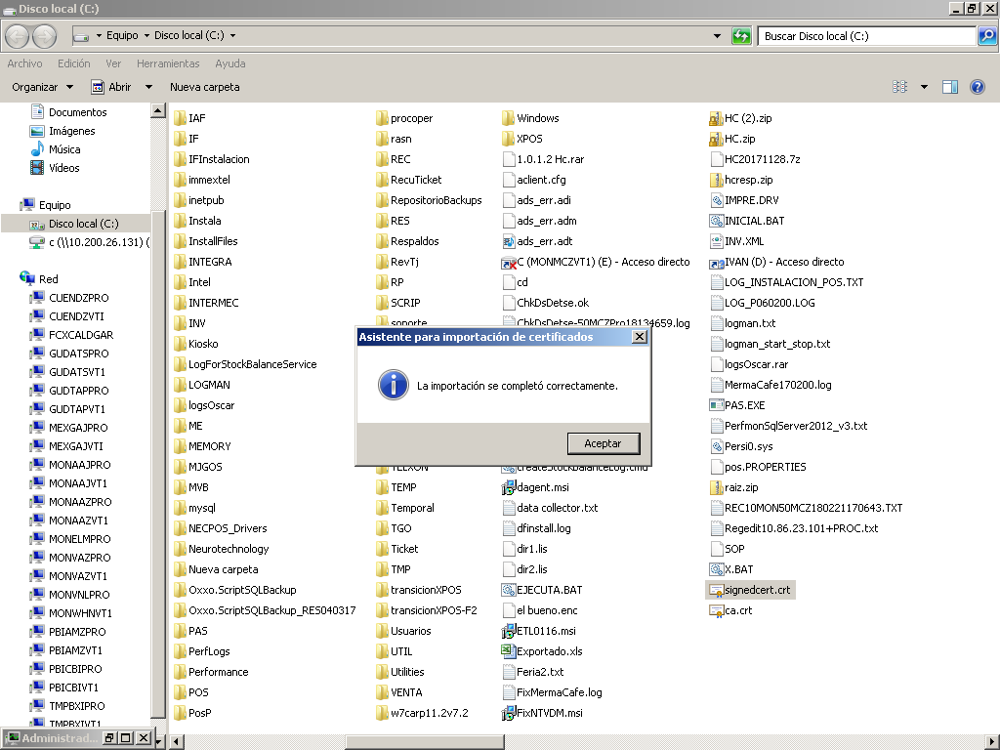 Disco local (C:)
Equipo
Disco local (C:)
Buscar Disco local (C:)
Archivo Edición Ver Herramientas Ayuda
Organizar Abrir Nueva carpeta
Documentos
Imágenes
Música
Vídeos
Equipo
Disco local (C:)
c (\\10.200.26.131) (
Red
CUENDZPRO
CUENDZVTI
FCXCALDGAR
GUDATSPRO
GUDATSVT1
GUDTAPPRO
GUDTAPVT1
MEXGAJPRO
MEXGAJVTI
MONAAJPRO
MONAAJVT1
MONAAZPRO
MONAAZVT1
MONELMPRO
MONVAZPRO
MONVAZVT1
MONVNLPRO
MONWHNVT1
PBIAMZPRO
PBIAMZVT1
PBICBIPRO
PBICBIVT1
TMPBXIPRO
TMPBXIVT1
Administrad...
IAF
IF
IFInstalacion
immextel
inetpub
Instala
InstallFiles
INTEGRA
Intel
INTERMEC
INV
Kiosko
LogForStockBalanceService
LOGMAN
logsOscar
ME
MEMORY
MJGOS
MVB
mysql
NECPOS_Drivers
Neurotechnology
Nueva carpeta
Oxxo.ScriptSQLBackup
Oxxo.ScriptSQLBackup_RES040317
PAS
PerfLogs
Performance
POS
PosP
procoper
rasn
REC
RecuTicket
RepositorioBackups
RES
Respaldos
RevTj
RP
SCRIP
soporte
TELXON
TEMP
Temporal
TGO
Ticket
TMP
transicionXPOS
transicionXPOS-F2
Usuarios
UTIL
Utilities
VENTA
w7carp11.2v7.2
Windows
XPOS
1.0.1.2 Hc.rar
aclient.cfg
ads_err.adi
ads_err.adm
ads_err.adt
C (MONMCZVT1) (E) - Acceso directo
cd
ChkDsDetse.ok
ChkDsDetse-50MCZPro18134659.log
createStockBalanceLog.cmd
dagent.msi
data collector.txt
dfinstall.log
dir1.lis
dir2.lis
EJECUTA.BAT
el bueno.enc
ETL0116.msi
Exportado.xls
Feria2.txt
FixMermaCafe.log
FixNTVDM.msi
HC (2).zip
HC.zip
HC20171128.7z
hcresp.zip
IMPRE.DRV
INICIAL.BAT
INV.XML
IVAN (D) - Acceso directo
LOG_INSTALACION_POS.TXT
LOG_P060200.LOG
logman.txt
logman_start_stop.txt
logsOscar.rar
MermaCafe170200.log
PAS.EXE
PerfmonSqlServer2012_v3.txt
Persi0.sys
pos.PROPERTIES
raiz.zip
REC10MON50MCZ180221170643.TXT
Regedit10.86.23.101+PROC.txt
SOP
X.BAT
signedcert.crt
ca.crt
Asistente para importación de certificados
La importación se completó correctamente.
Aceptar